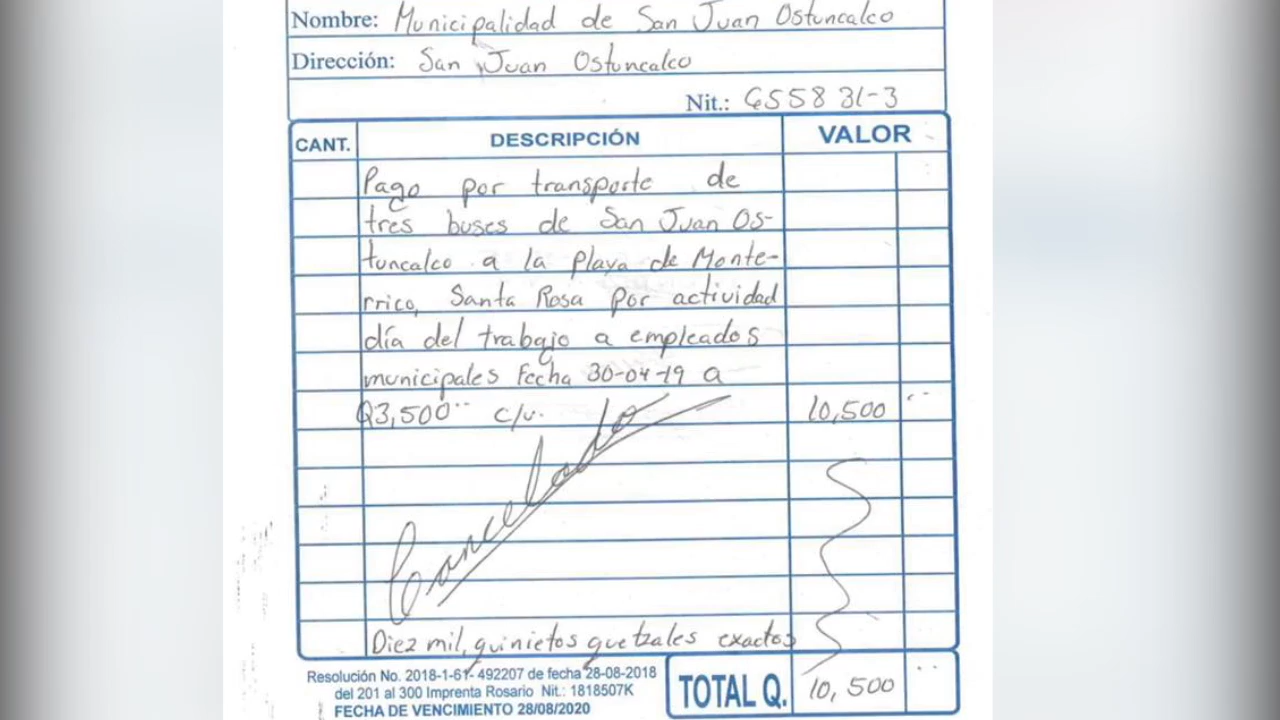 Nombre: Municipalidad de San Juan Ostuncalco
Dirección: San Juan Ostuncalco
Nit.: 655831-3
CANT. DESCRIPCIÓN VALOR
Pago por transporte de
tres buses de San Juan Os-
tuncalco a la Playa de Monte-
rrico, Santa Rosa por actividad
día del trabajo a empleados
municipales Fecha 30-04-19 a
Q3,500.. c/u. 10,500 ..
Cancelado
Diez mil, quinietos quetzales exactos
Resolución No. 2018-1-61- 492207 de fecha 28-08-2018
del 201 al 300 Imprenta Rosario Nit.: 1818507K
FECHA DE VENCIMIENTO 28/08/2020
TOTAL Q. 10,500 ..